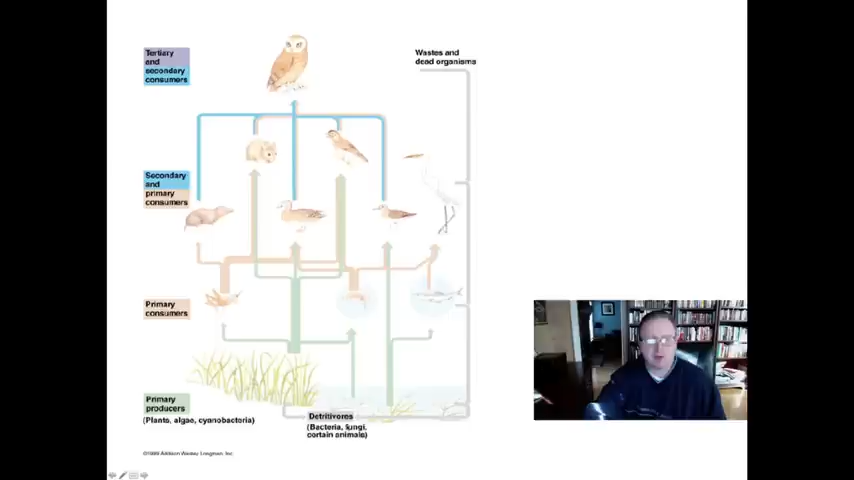 Tertiary
and
secondary
consumers
Wastes and
dead organisms
Secondary
and
primary
consumers
Primary
consumers
Primary
producers
(Plants, algae, cyanobacteria)
Detritivores
(Bacteria, fungi,
certain animals)
©1999 Addison Wesley Longman, Inc.